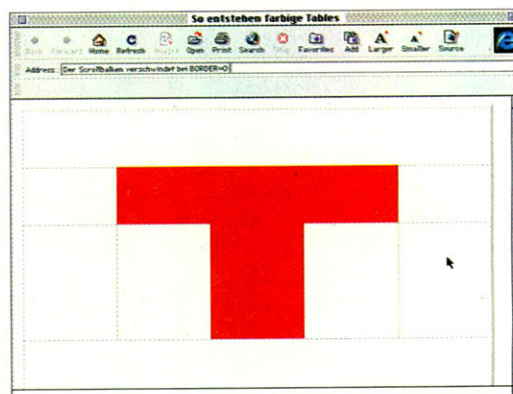 So entstehen farbige Tables
Back Forward Home Refresh Images Open Print Search Stop Favorites Add Larger Smaller Source
Address: Der Scrollbalken verschwindet bei BORDER=0